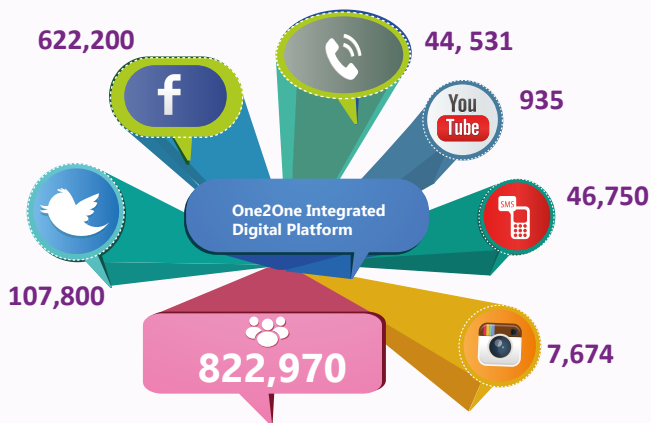 622,200
44, 531
You
Tube
935
f
One2One Integrated
Digital Platform
SMS
46,750
107,800
822,970
7,674